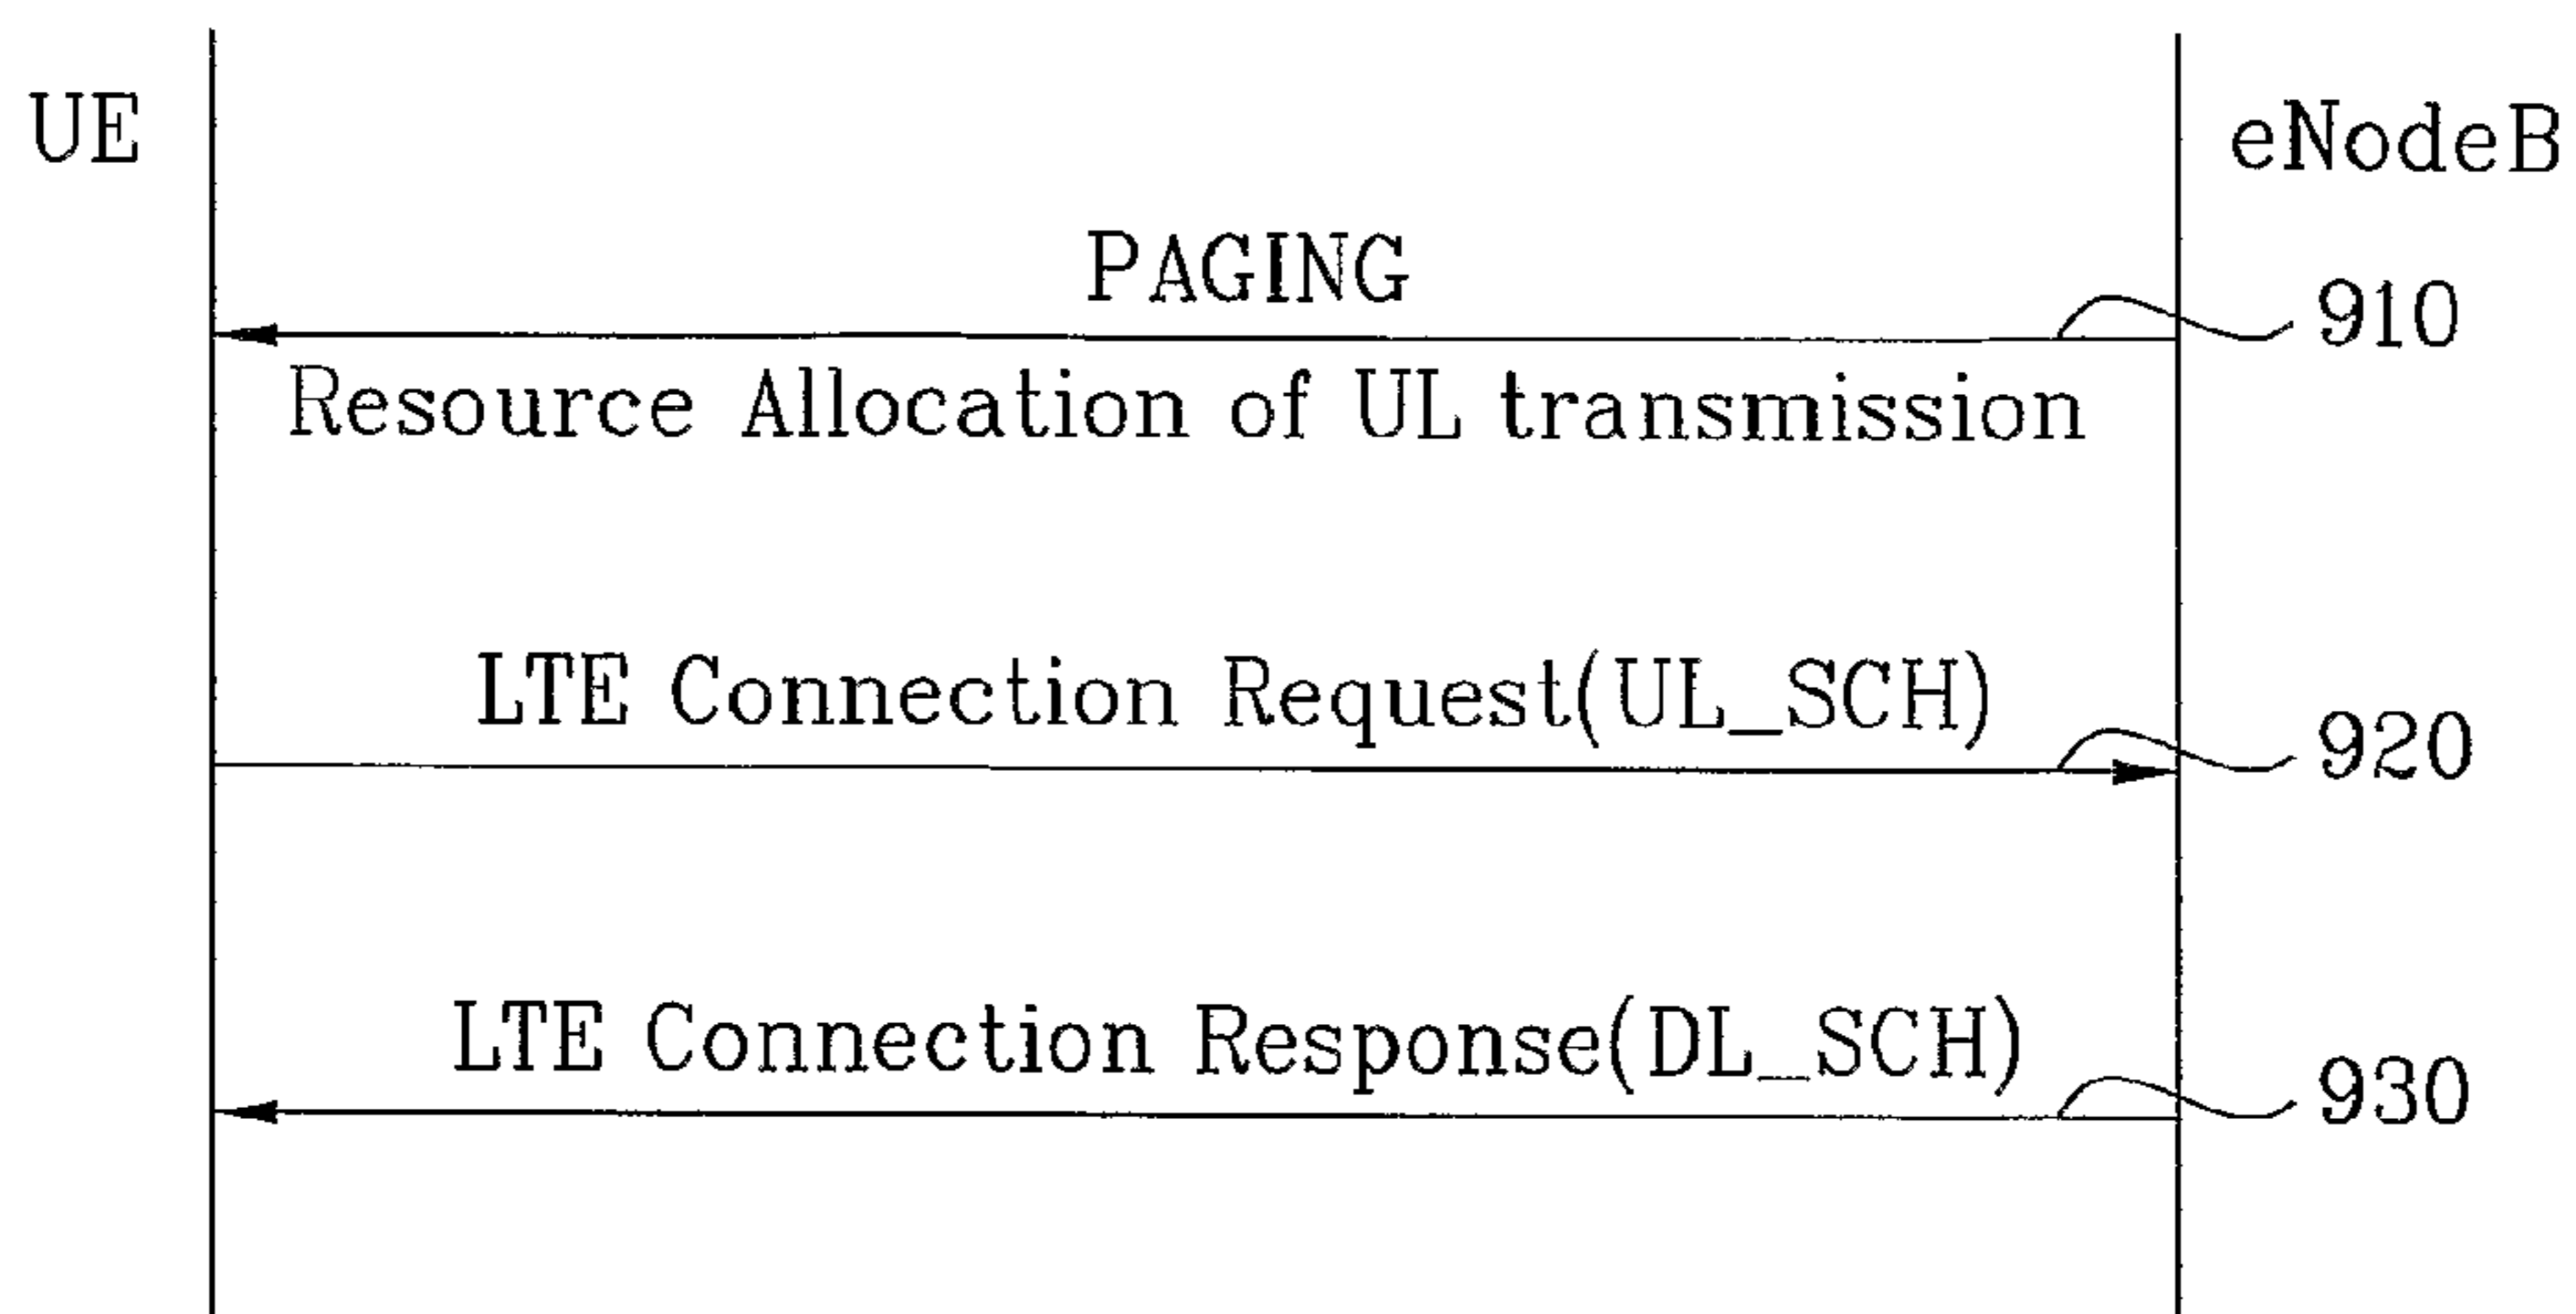 UE
eNodeB
PAGING
910
Resource Allocation of UL transmission
LTE Connection Request(UL_SCH)
920
LTE Connection Response(DL_SCH)
930